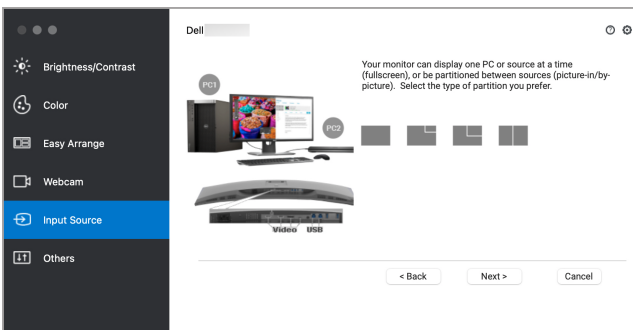 Dell
Brightness/Contrast
Color
Easy Arrange
Webcam
Input Source
Others
Your monitor can display one PC or source at a time
(fullscreen), or be partitioned between sources (picture-in/by-
picture). Select the type of partition you prefer.
PC1
PC2
Video USB
< Back Next > Cancel